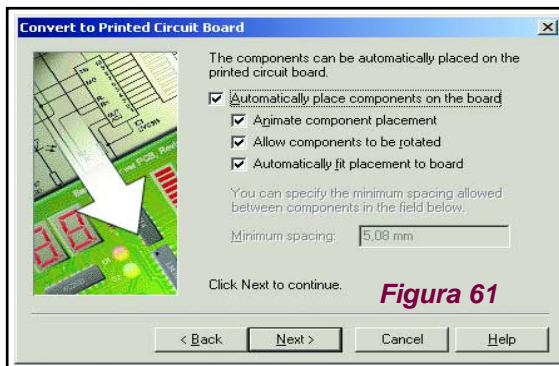 Convert to Printed Circuit Board
The components can be automatically placed on the
printed circuit board.
Automatically place components on the board
Animate component placement
Allow components to be rotated
Automatically fit placement to board
You can specify the minimum spacing allowed
between components in the field below.
Minimum spacing: 5,08 mm
Click Next to continue.
Figura 61
< Back Next > Cancel Help